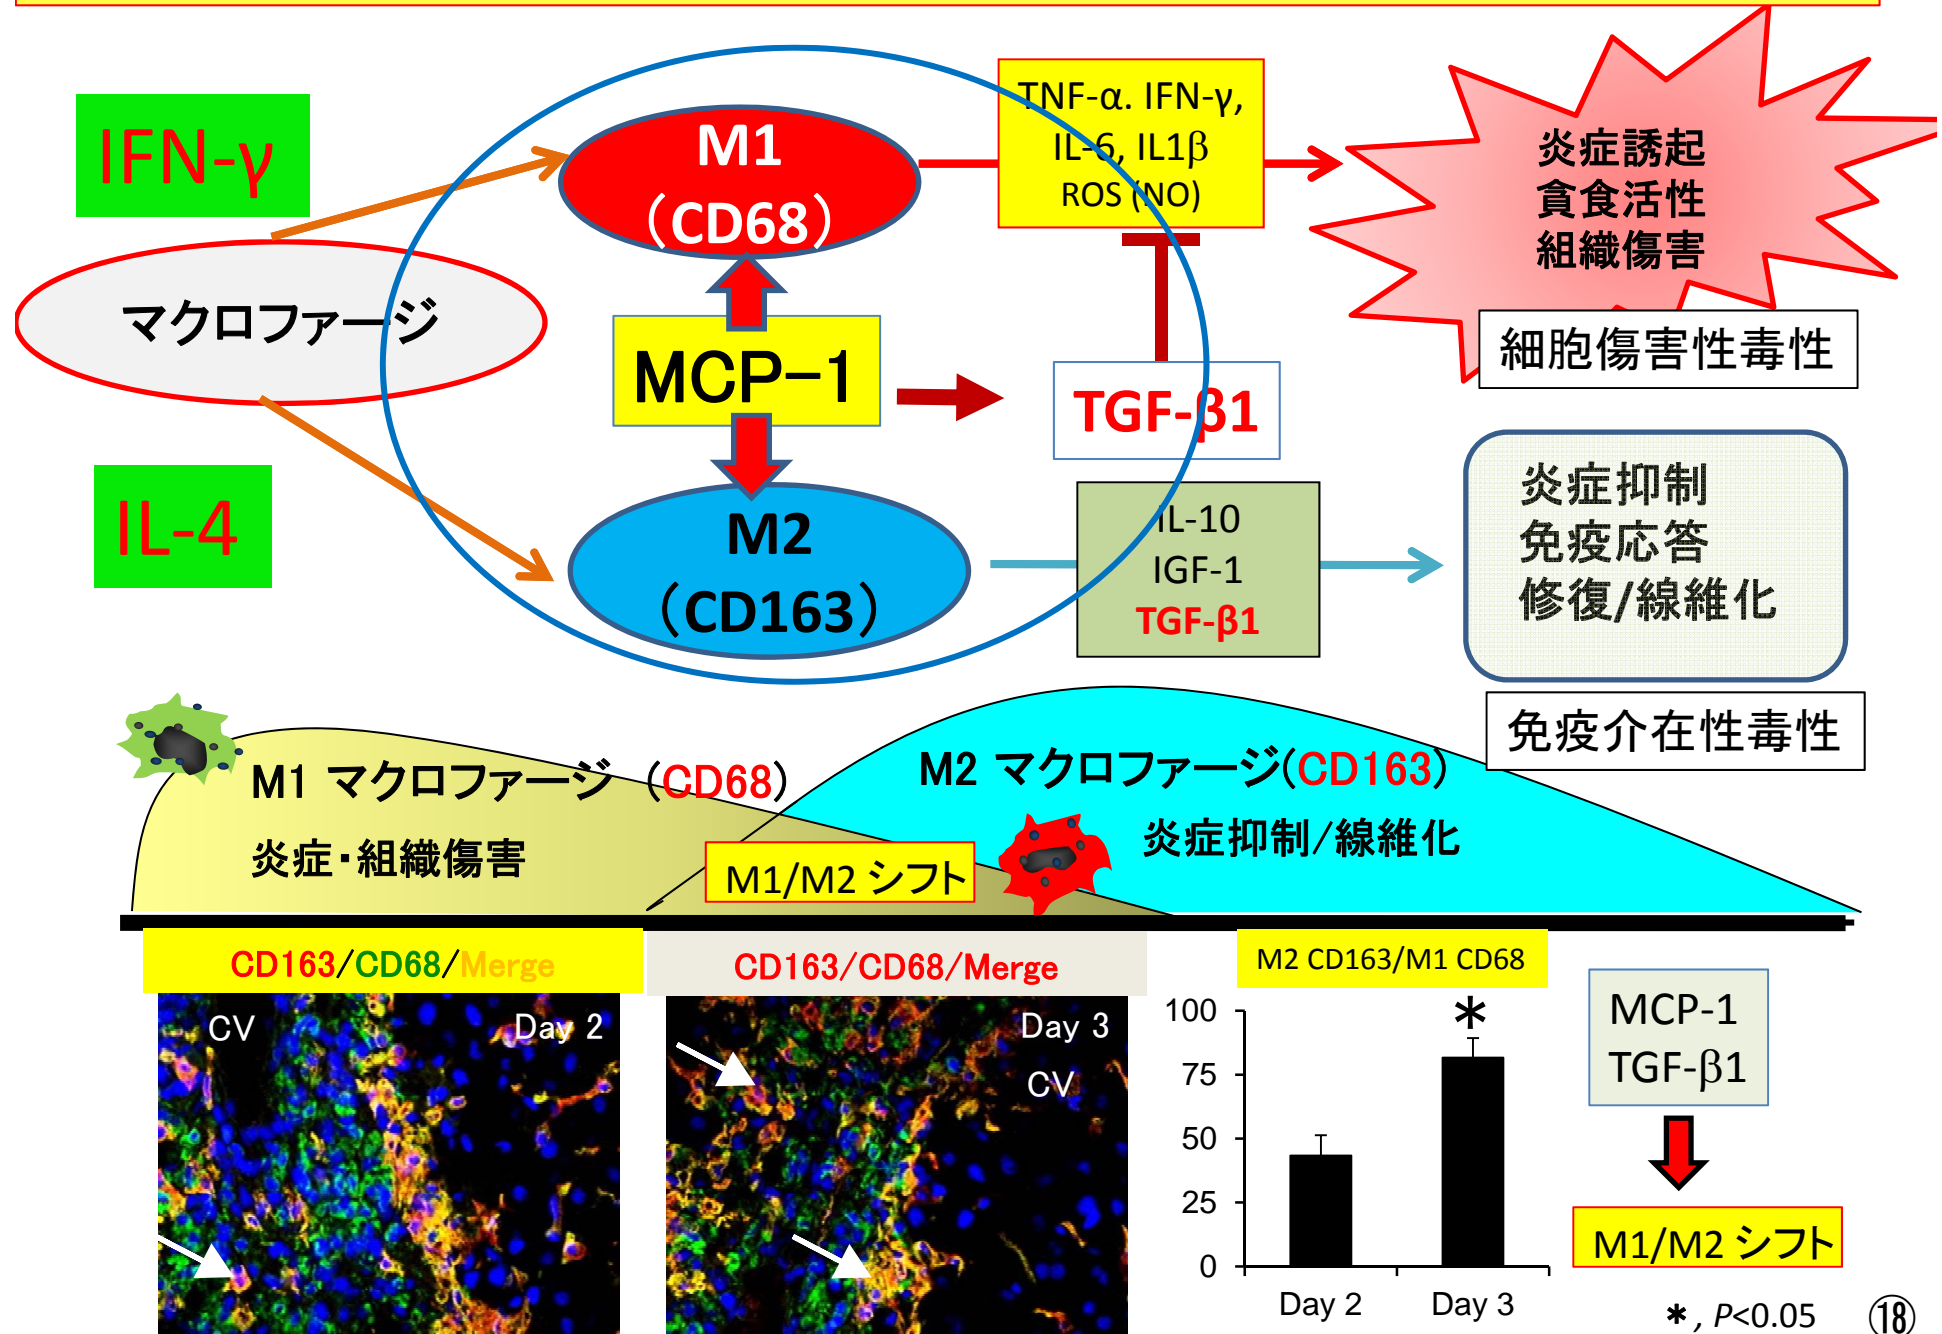 IFN-γ
マクロファージ
IL-4
M1
（CD68）
MCP-1
M2
（CD163）
TNF-α. IFN-γ,
IL-6, IL1β
ROS (NO)
TGF-β1
IL-10
IGF-1
TGF-β1
炎症誘起
貪食活性
組織傷害
細胞傷害性毒性
炎症抑制
免疫応答
修復/線維化
免疫介在性毒性
M1 マクロファージ （CD68）
炎症・組織傷害
M1/M2 シフト
M2 マクロファージ(CD163)
炎症抑制/線維化
CD163/CD68/Merge
CV
Day 2
CD163/CD68/Merge
Day 3
CV
M2 CD163/M1 CD68
100
75
50
25
0
*
Day 2
Day 3
MCP-1
TGF-β1
M1/M2 シフト
*, P<0.05
⑱